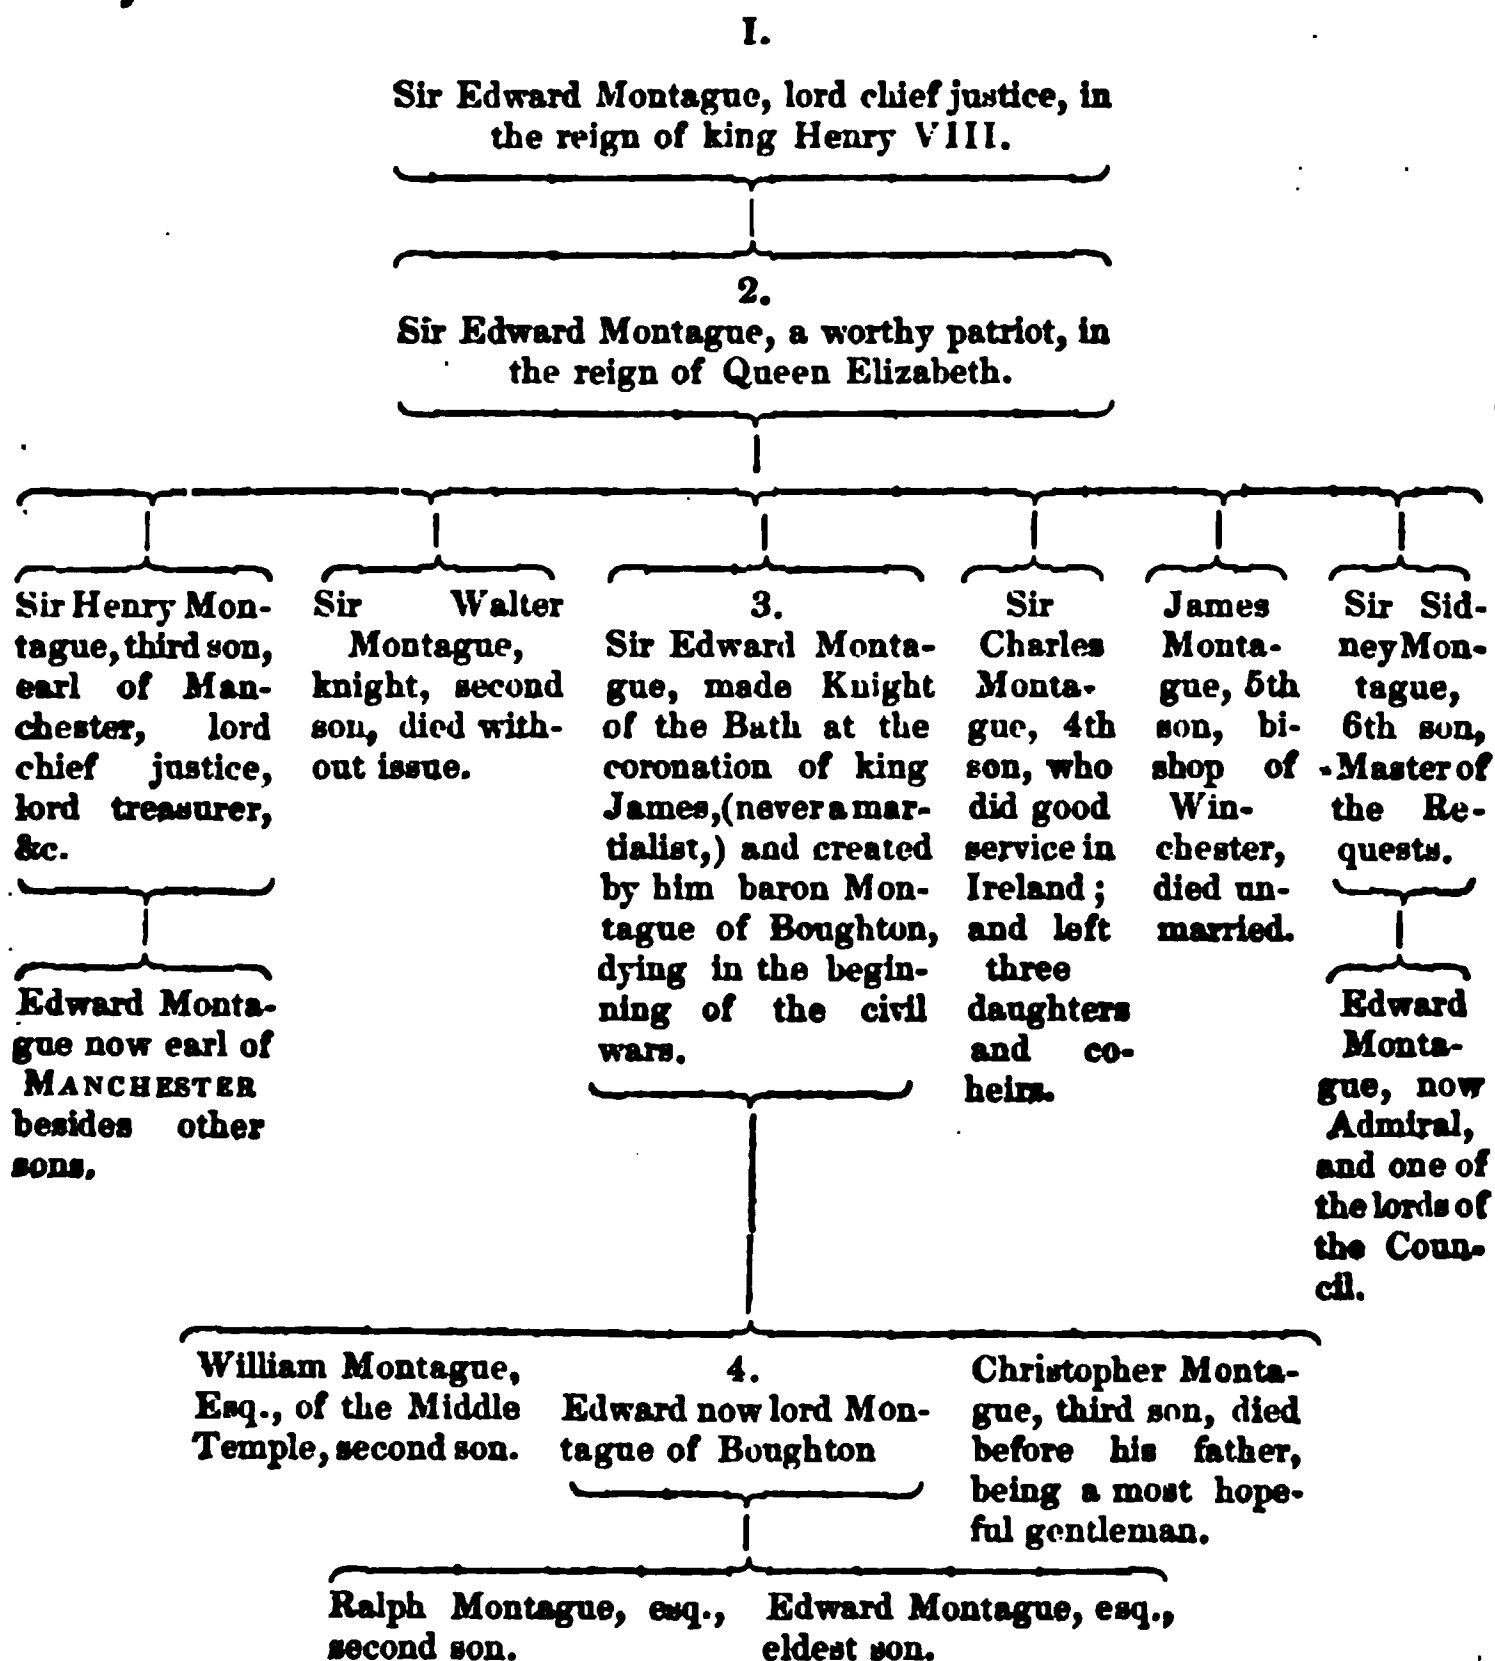 I.
Sir Edward Montague, lord chief justice, in
the reign of king Henry VIII.
2.
Sir Edward Montague, a worthy patriot, in
the reign of Queen Elizabeth.
Sir Henry Mon-
tague, third son,
earl of Man-
chester, lord
chief justice,
lord treasurer,
&c.
Edward Monta-
gue now earl of
MANCHESTER
besides other
sons.
Sir Walter
Montague,
knight, second
son, died with-
out issue.
3.
Sir Edward Monta-
gue, made Knight
of the Bath at the
coronation of king
James, (never a mar-
tialist,) and created
by him baron Mon-
tague of Boughton,
dying in the begin-
ning of the civil
wars.
Sir
Charles
Monta-
gue, 4th
son, who
did good
service in
Ireland;
and left
three
daughters
and co-
heirs.
James
Monta-
gue, 5th
son, bi-
shop of
Win-
chester,
died un-
married.
Sir Sid-
ney Mon-
tague,
6th son,
Master of
the Re-
quests.
Edward
Monta-
gue, now
Admiral,
and one of
the lords of
the Coun-
cil.
William Montague,
Esq., of the Middle
Temple, second son.
4.
Edward now lord Mon-
tague of Boughton
Christopher Monta-
gue, third son, died
before his father,
being a most hope-
ful gentleman.
Ralph Montague, esq.,
second son.
Edward Montague, esq.,
eldest son.